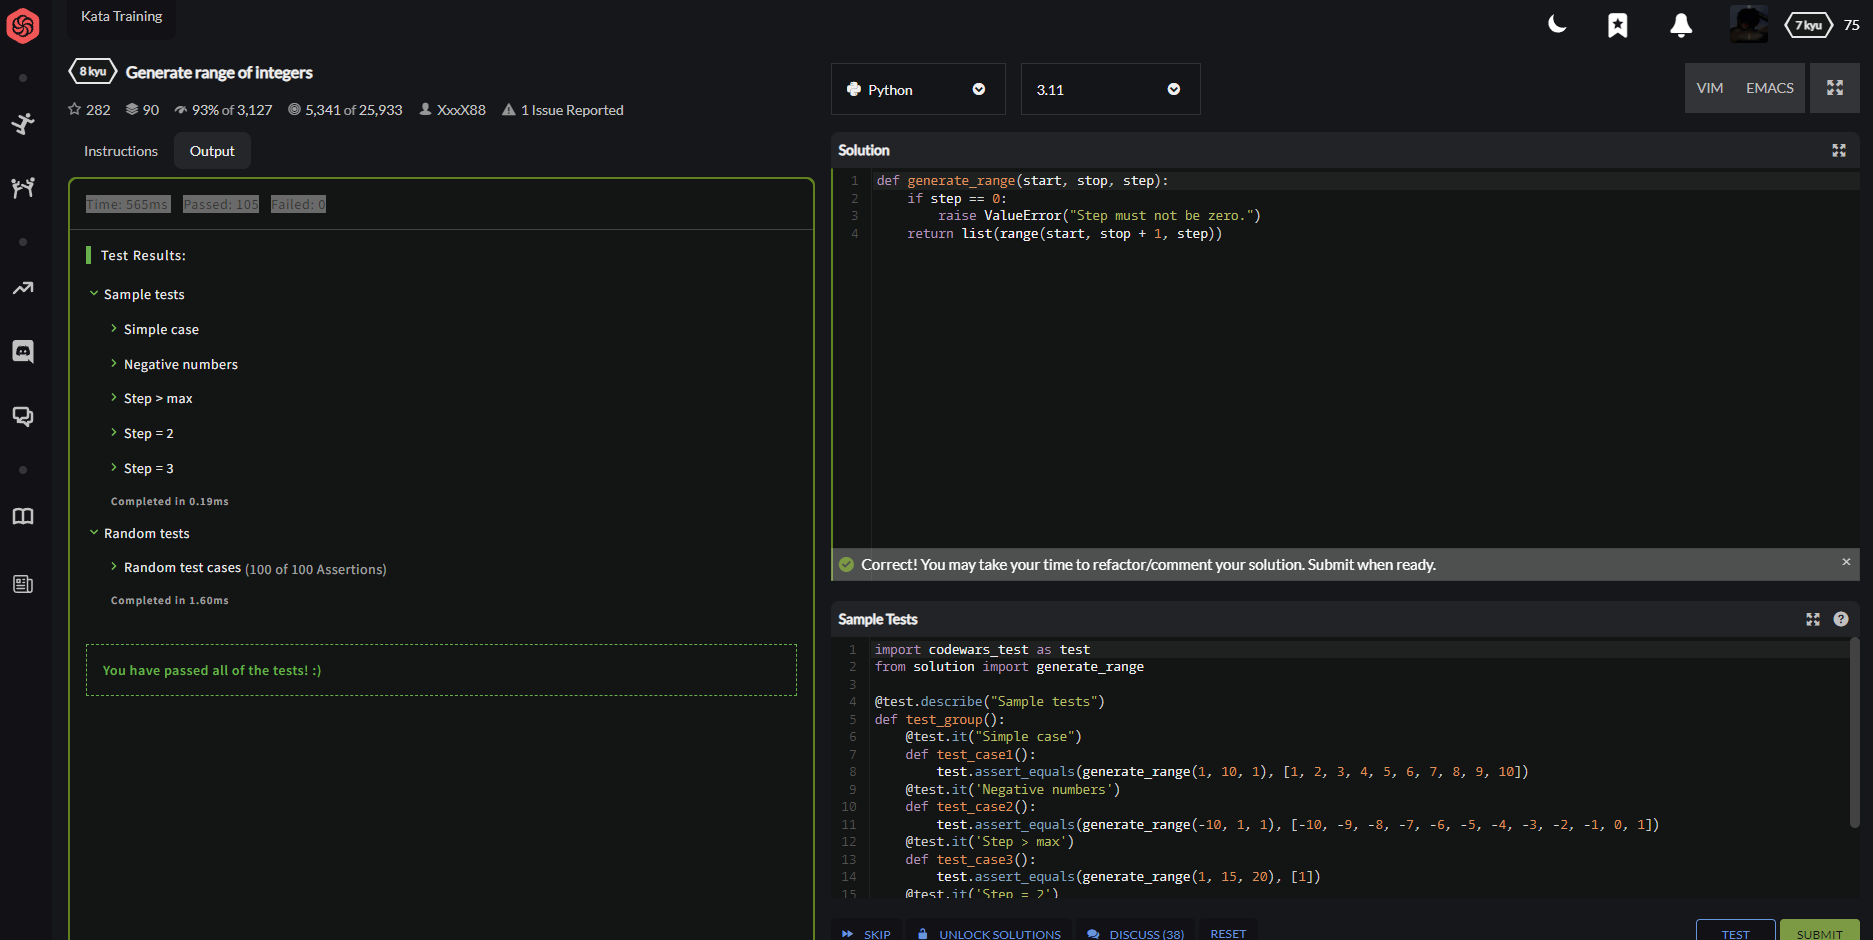 Kata Training
7 kyu 75
8 kyu Generate range of integers
282 90 93% of 3,127 5,341 of 25,933 XxxX88 1 Issue Reported
Instructions Output
Time: 565ms Passed: 105 Failed: 0
Test Results:
Sample tests
Simple case
Negative numbers
Step > max
Step = 2
Step = 3
Completed in 0.19ms
Random tests
Random test cases (100 of 100 Assertions)
Completed in 1.60ms
You have passed all of the tests! :)
Python 3.11 VIM EMACS
Solution
1 def generate_range(start, stop, step):
2 if step == 0:
3 raise ValueError("Step must not be zero.")
4 return list(range(start, stop + 1, step))
Correct! You may take your time to refactor/comment your solution. Submit when ready. ×
Sample Tests ?
1 import codewars_test as test
2 from solution import generate_range
3
4 @test.describe("Sample tests")
5 def test_group():
6 @test.it("Simple case")
7 def test_case1():
8 test.assert_equals(generate_range(1, 10, 1), [1, 2, 3, 4, 5, 6, 7, 8, 9, 10])
9 @test.it('Negative numbers')
10 def test_case2():
11 test.assert_equals(generate_range(-10, 1, 1), [-10, -9, -8, -7, -6, -5, -4, -3, -2, -1, 0, 1])
12 @test.it('Step > max')
13 def test_case3():
14 test.assert_equals(generate_range(1, 15, 20), [1])
15 @test.it('Step = 2')
SKIP UNLOCK SOLUTIONS DISCUSS (38) RESET TEST SUBMIT